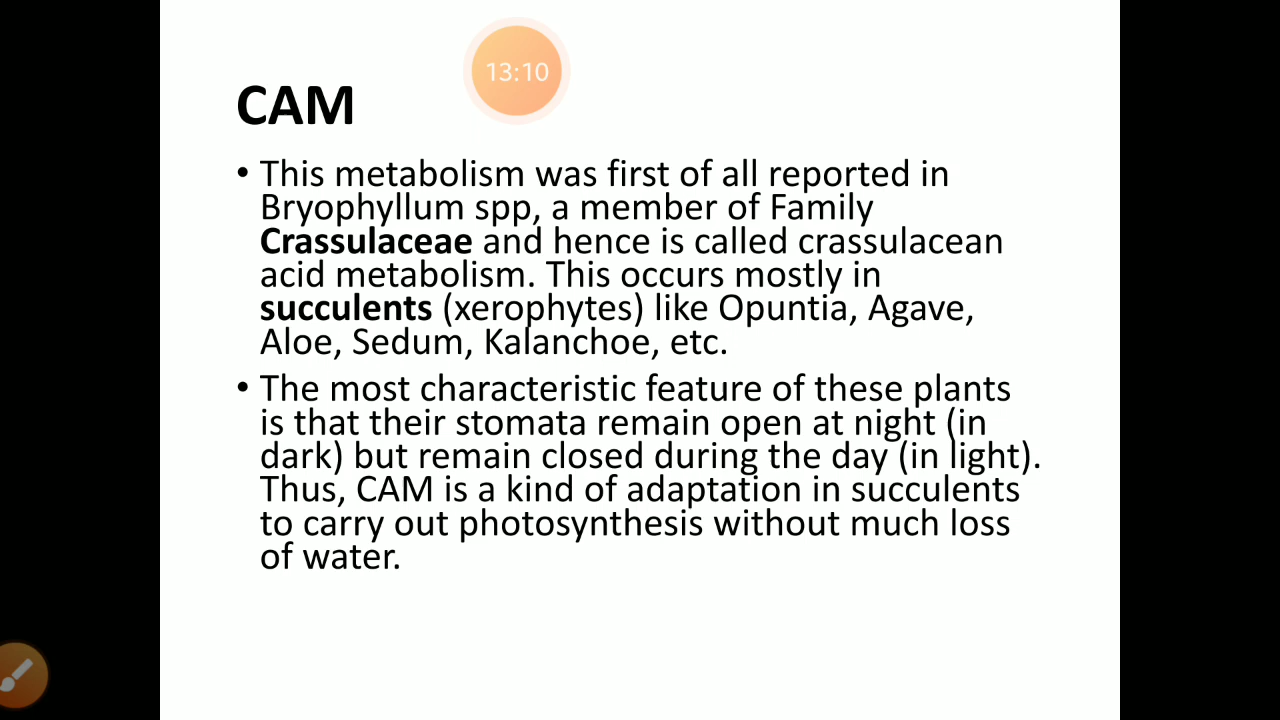 13:10
CAM
• This metabolism was first of all reported in
Bryophyllum spp, a member of Family
Crassulaceae and hence is called crassulacean
acid metabolism. This occurs mostly in
succulents (xerophytes) like Opuntia, Agave,
Aloe, Sedum, Kalanchoe, etc.
• The most characteristic feature of these plants
is that their stomata remain open at night (in
dark) but remain closed during the day (in light).
Thus, CAM is a kind of adaptation in succulents
to carry out photosynthesis without much loss
of water.